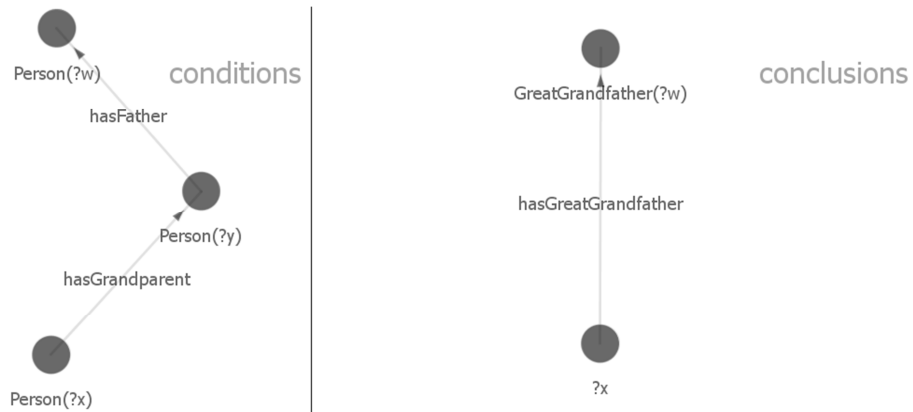 Person(?w)
conditions
hasFather
Person(?y)
hasGrandparent
Person(?x)
conclusions
GreatGrandfather(?w)
hasGreatGrandfather
?x